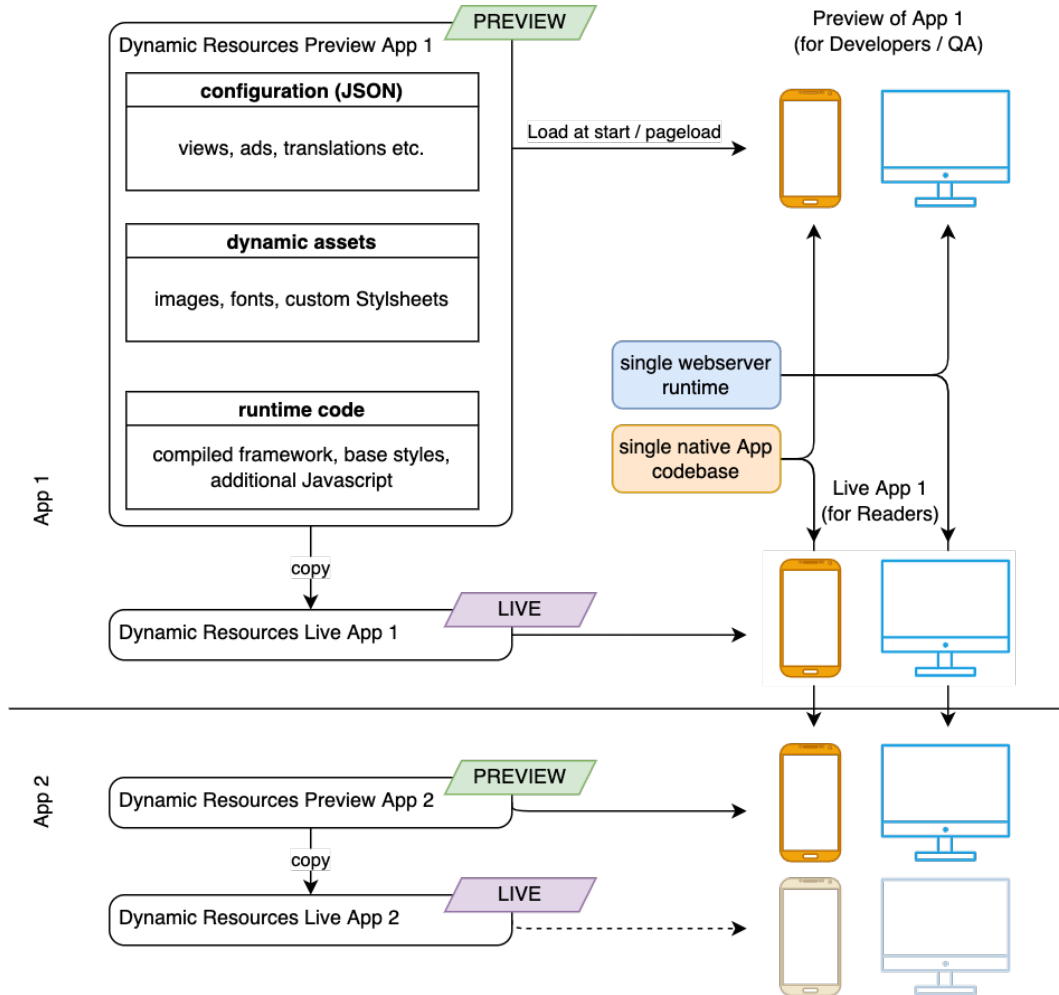 PREVIEW
Dynamic Resources Preview App 1
configuration (JSON)
views, ads, translations etc.
dynamic assets
images, fonts, custom Stylsheets
runtime code
compiled framework, base styles,
additional Javascript
App 1
Load at start / pageload
Preview of App 1
(for Developers / QA)
single webserver
runtime
single native App
codebase
Live App 1
(for Readers)
copy
LIVE
Dynamic Resources Live App 1
App 2
PREVIEW
Dynamic Resources Preview App 2
copy
LIVE
Dynamic Resources Live App 2